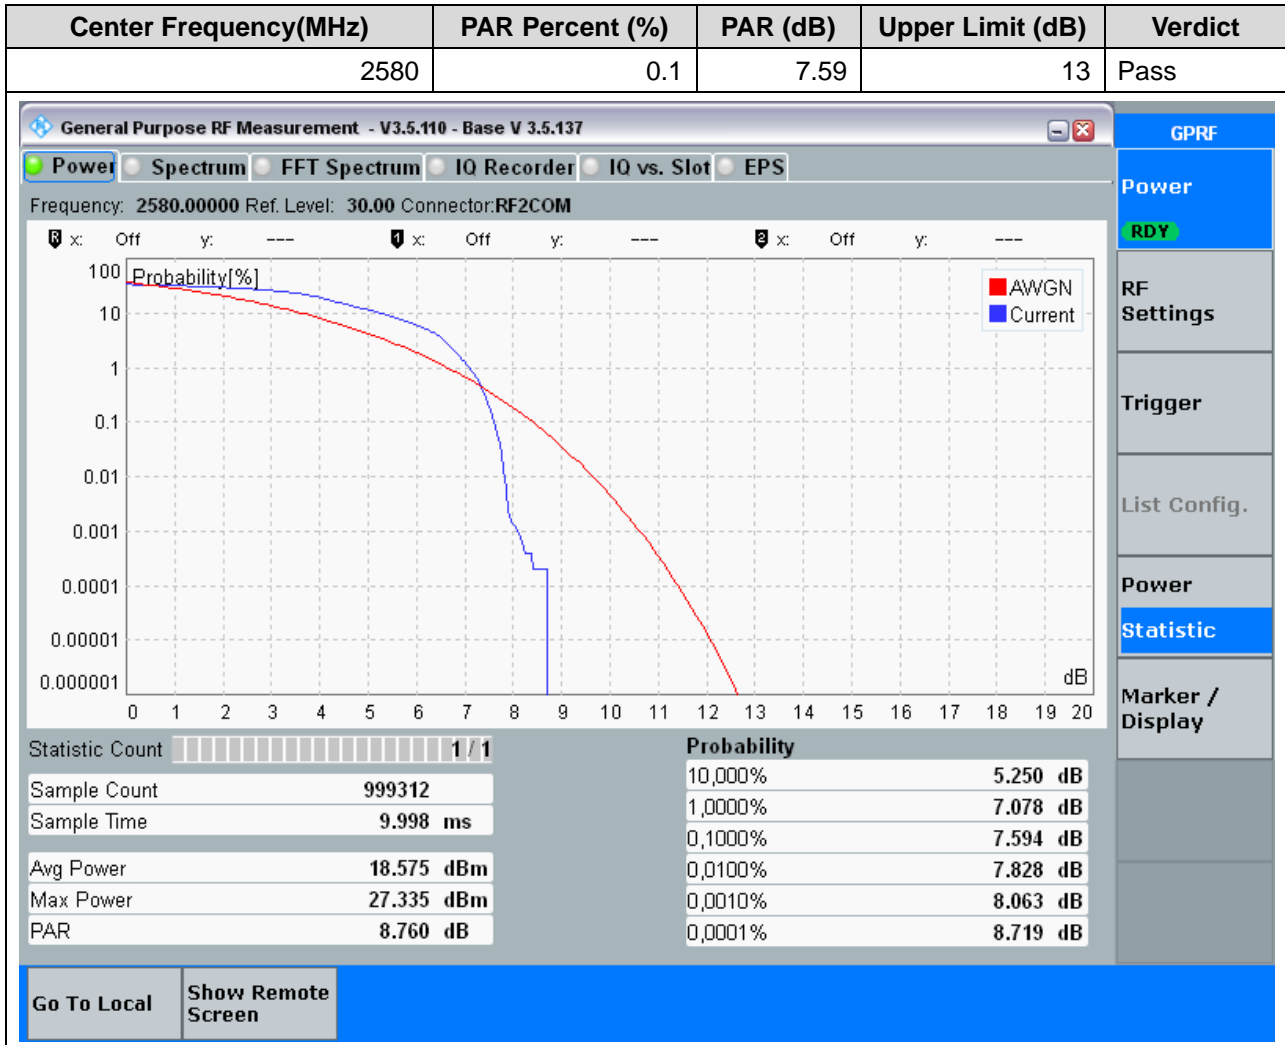 Center Frequency(MHz) PAR Percent (%) PAR (dB) Upper Limit (dB) Verdict
2580 0.1 7.59 13 Pass
General Purpose RF Measurement - V3.5.110 - Base V 3.5.137
GPRF
Power Spectrum FFT Spectrum IQ Recorder IQ vs. Slot EPS
Frequency: 2580.00000 Ref. Level: 30.00 Connector:RF2COM
R x: Off y: --- 1 x: Off y: --- 2 x: Off y: ---
Probability[%]
100
10
1
0.1
0.01
0.001
0.0001
0.00001
0.000001
AWGN
Current
dB
0 1 2 3 4 5 6 7 8 9 10 11 12 13 14 15 16 17 18 19 20
Statistic Count 1 / 1
Sample Count 999312
Sample Time 9.998 ms
Avg Power 18.575 dBm
Max Power 27.335 dBm
PAR 8.760 dB
Probability
10,000% 5.250 dB
1,0000% 7.078 dB
0,1000% 7.594 dB
0,0100% 7.828 dB
0,0010% 8.063 dB
0,0001% 8.719 dB
Power
RDY
RF
Settings
Trigger
List Config.
Power
Statistic
Marker /
Display
Go To Local
Show Remote
Screen